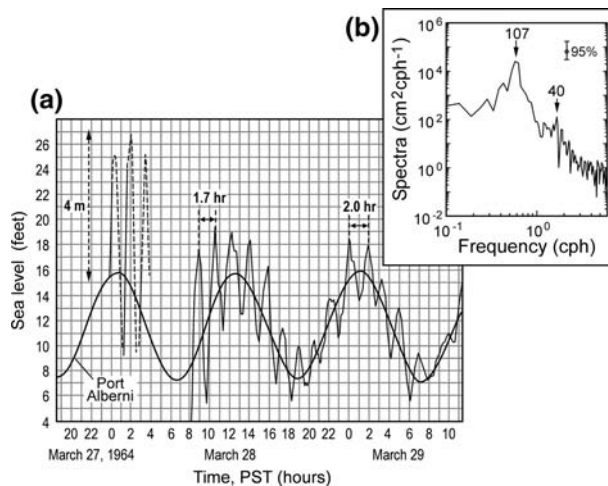 (b)
Spectra (cm²cph-1)
10⁶
10⁴
10²
10⁰
10⁻²
107
95%
40
10⁻¹
10⁰
Frequency (cph)
(a)
Sea level (feet)
26
24
22
20
18
16
14
12
10
8
6
4
4 m
1.7 hr
2.0 hr
Port
Alberni
20 22 0 2 4 8 10 12 14 16 18 20 22 0 2 4 6 8 10
March 27, 1964 March 28 March 29
Time, PST (hours)